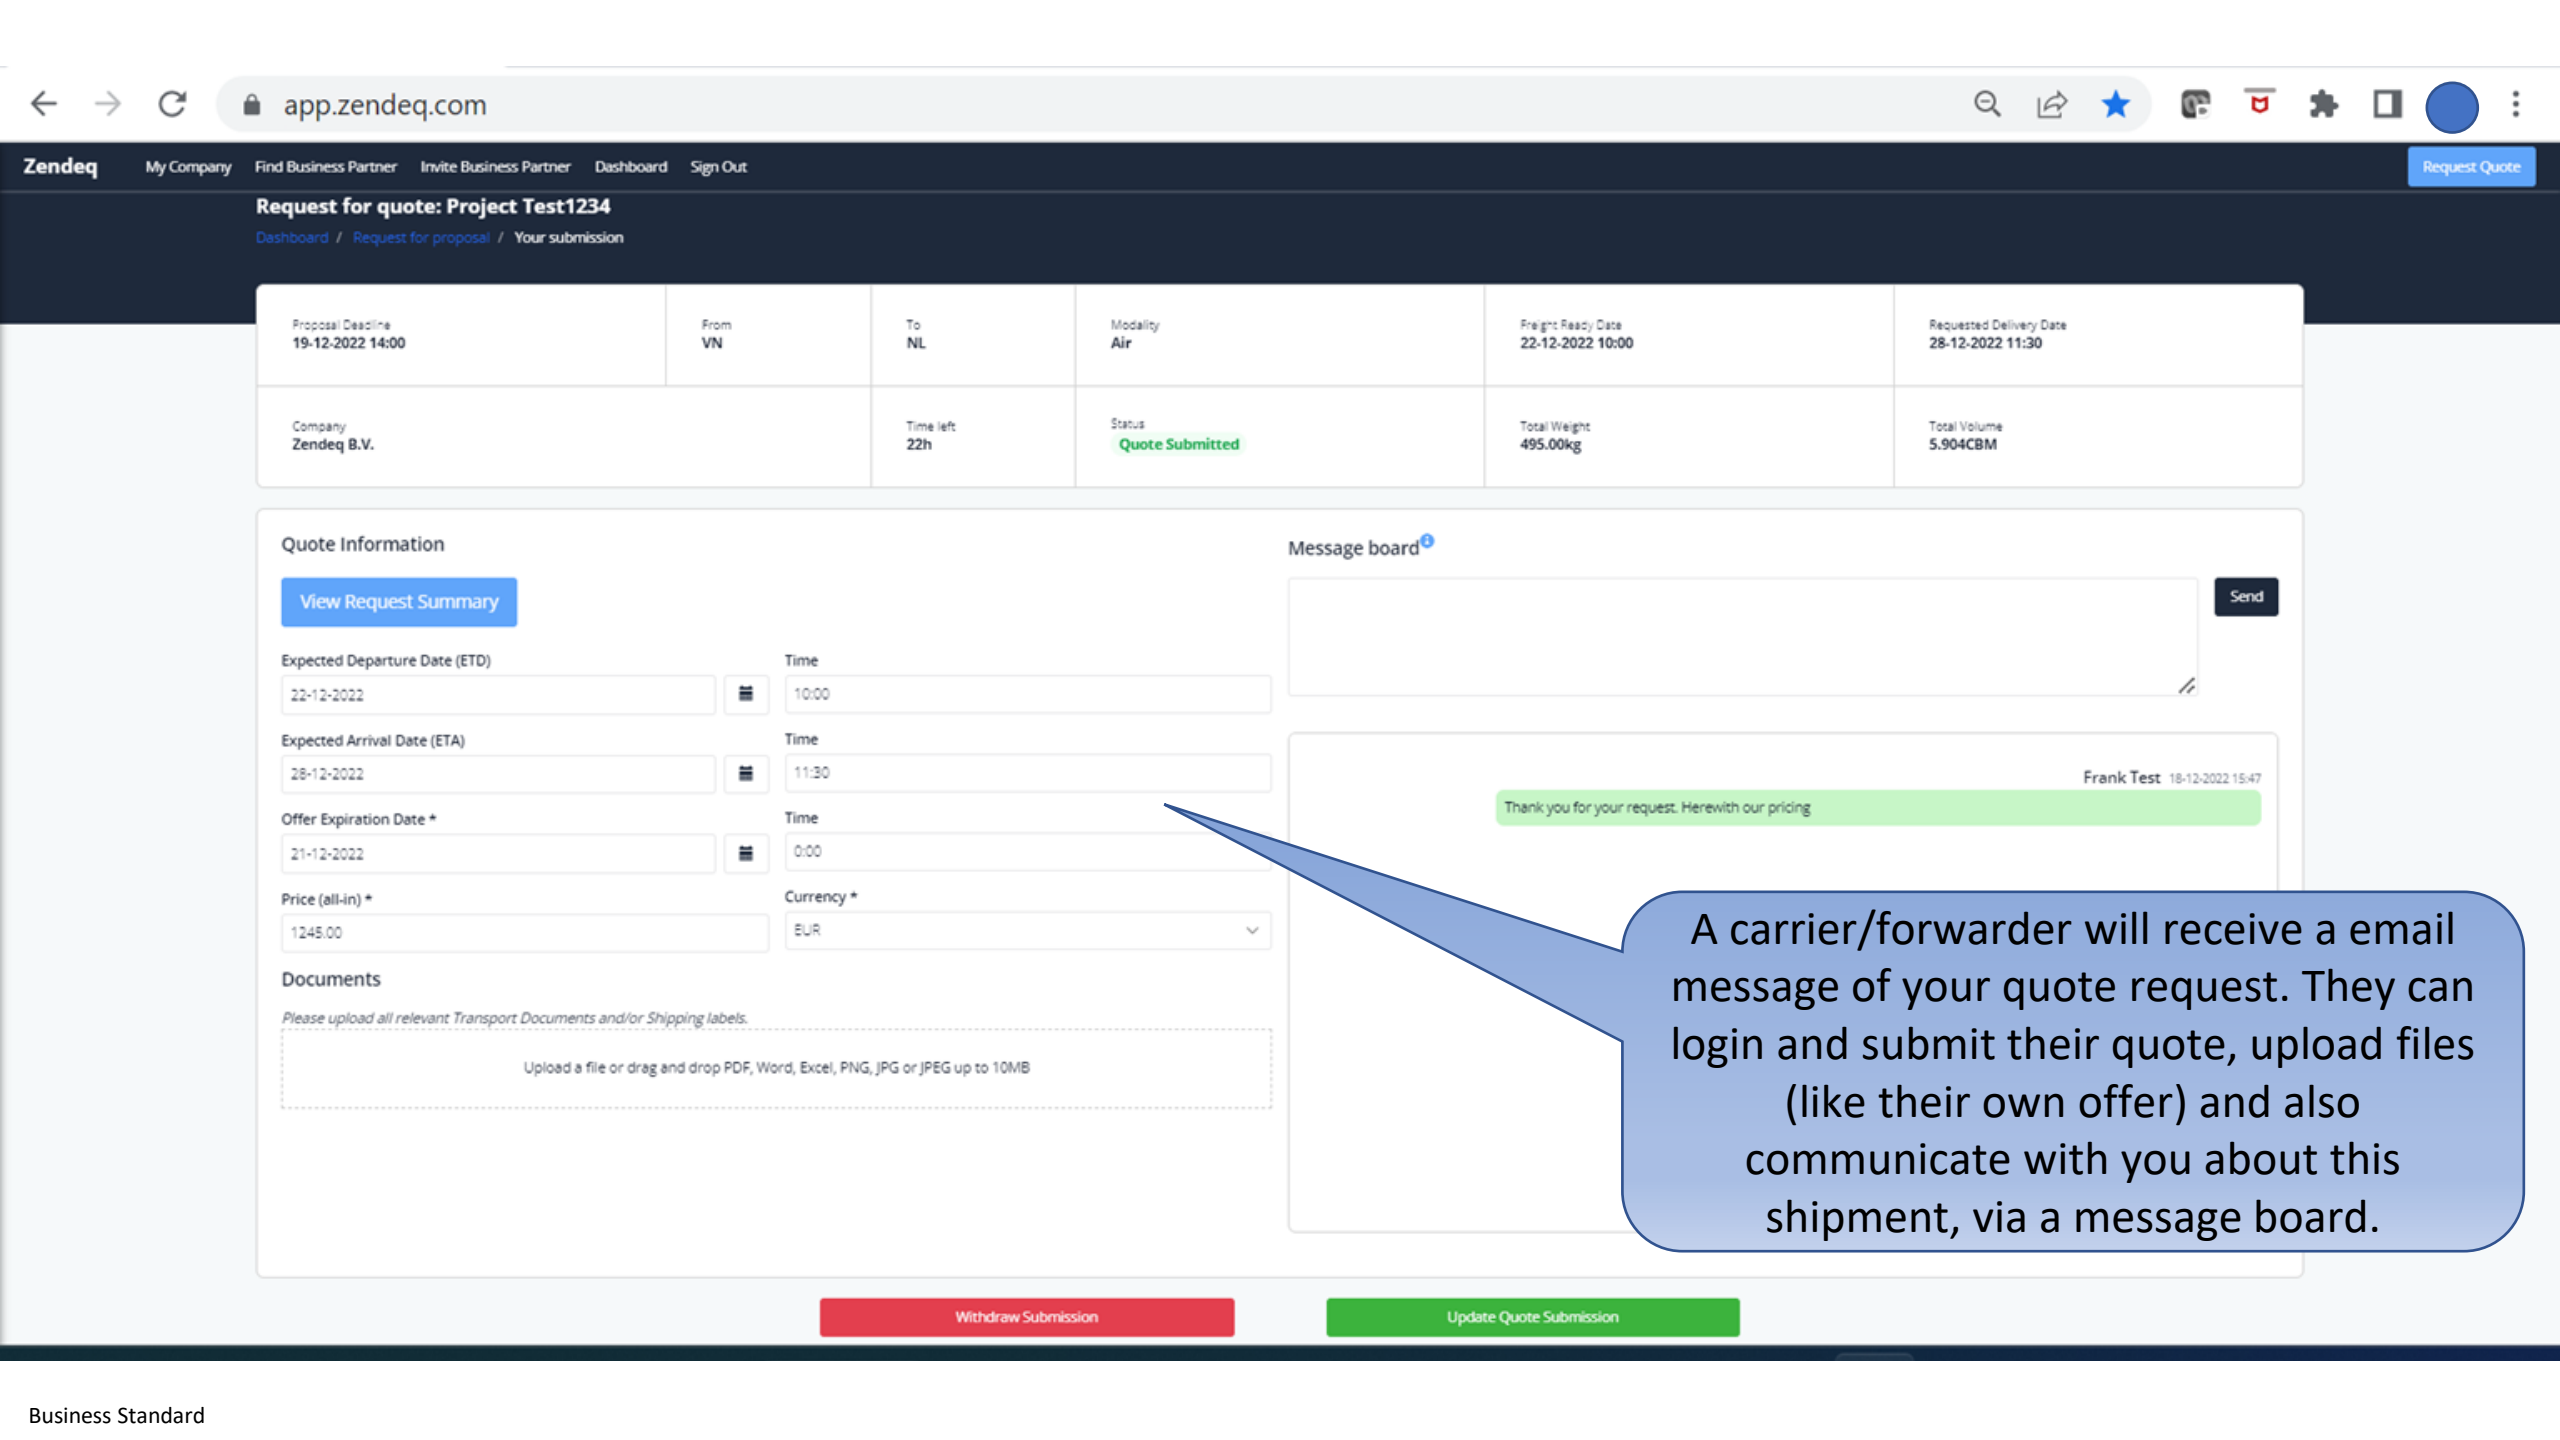 app.zendeq.com
Zendeq My Company Find Business Partner Invite Business Partner Dashboard Sign Out Request Quote
Request for quote: Project Test1234
Dashboard / Request for proposal / Your submission
Proposal Deadline From To Modality Freight Ready Date Requested Delivery Date
19-12-2022 14:00 VN NL Air 22-12-2022 10:00 28-12-2022 11:30
Company Time left Status Total Weight Total Volume
Zendeq B.V. 22h Quote Submitted 495.00kg 5.904CBM
Quote Information
View Request Summary
Expected Departure Date (ETD) Time
22-12-2022 10:00
Expected Arrival Date (ETA) Time
28-12-2022 11:30
Offer Expiration Date * Time
21-12-2022 0:00
Price (all-in) * Currency *
1245.00 EUR
Documents
Please upload all relevant Transport Documents and/or Shipping labels.
Upload a file or drag and drop PDF, Word, Excel, PNG, JPG or JPEG up to 10MB
Message board
Send
Frank Test 18-12-2022 15:47
Thank you for your request. Herewith our pricing
A carrier/forwarder will receive a email
message of your quote request. They can
login and submit their quote, upload files
(like their own offer) and also
communicate with you about this
shipment, via a message board.
Withdraw Submission Update Quote Submission
Business Standard